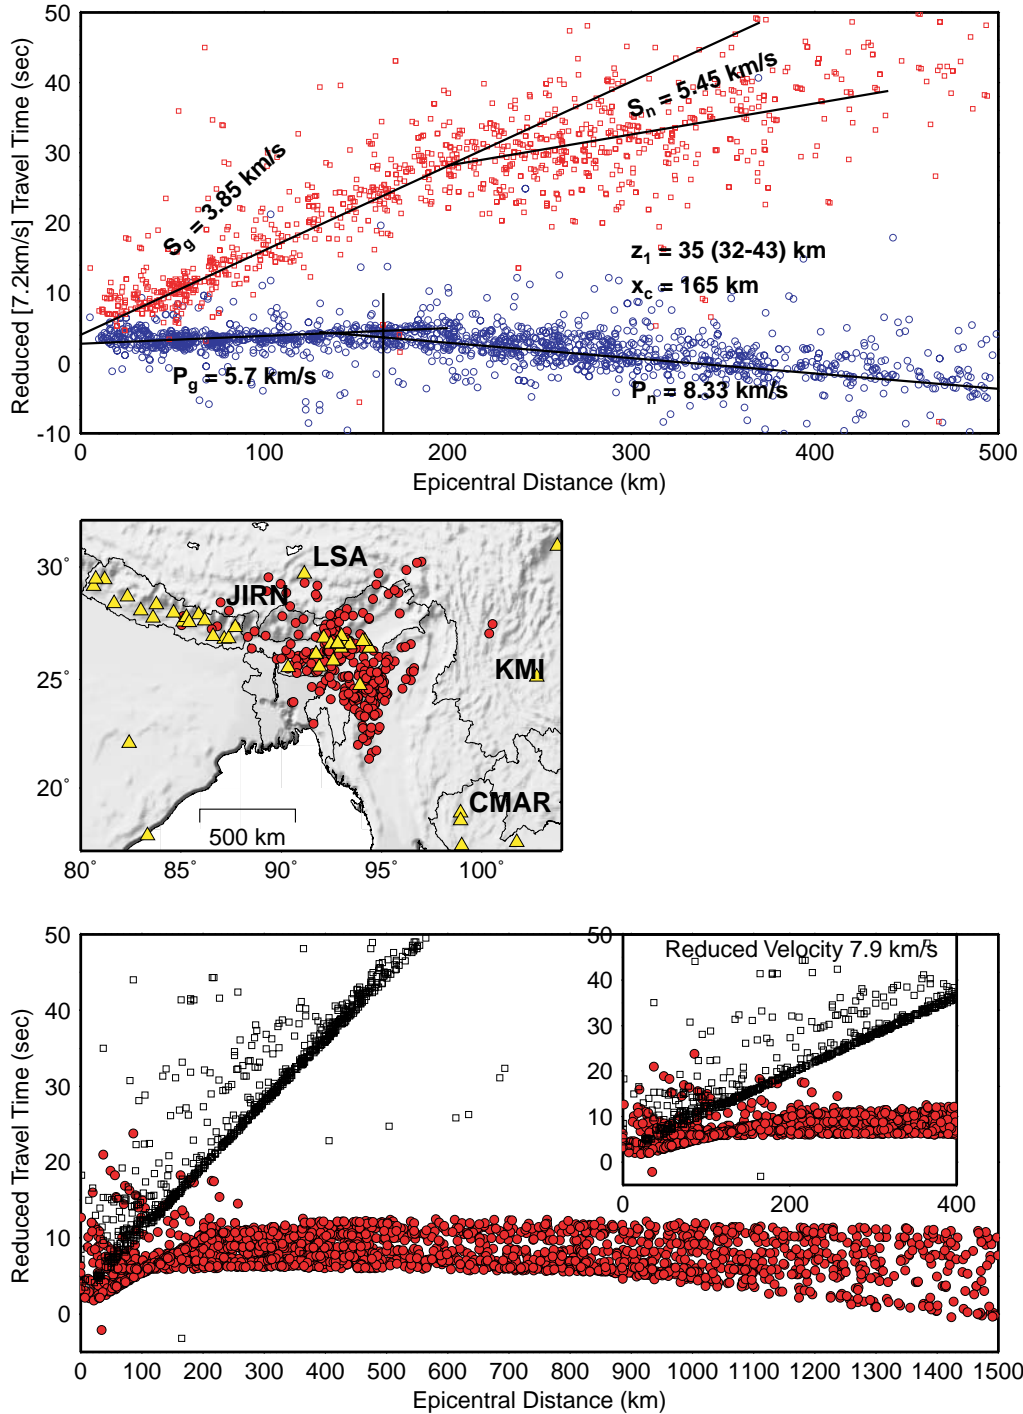 50
40
30
20
10
0
-10
Reduced [7.2km/s] Travel Time (sec)
Sg = 3.85 km/s
Sn = 5.45 km/s
z1 = 35 (32-43) km
xc = 165 km
Pg = 5.7 km/s
Pn = 8.33 km/s
0 100 200 300 400 500
Epicentral Distance (km)
30°
25°
20°
LSA
JIRN
KMI
CMAR
500 km
80° 85° 90° 95° 100
50
40
30
20
10
0
Reduced Travel Time (sec)
50
40
30
20
10
0
Reduced Velocity 7.9 km/s
0 200 400
0 100 200 300 400 500 600 700 800 900 1000 1100 1200 1300 1400 1500
Epicentral Distance (km)